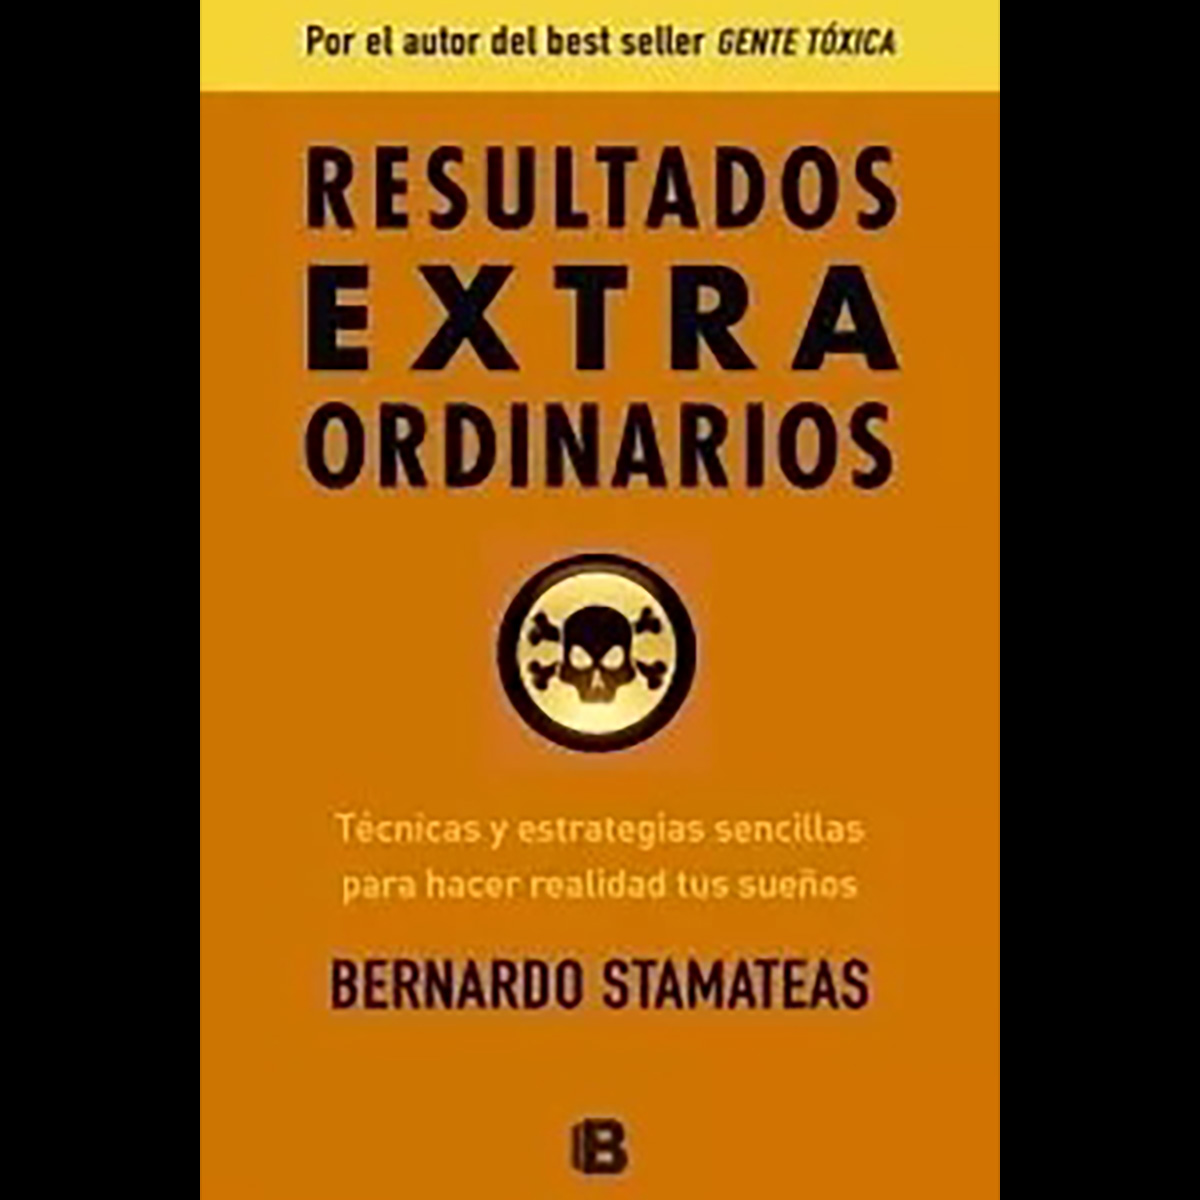 Por el autor del best seller GENTE TÓXICA
RESULTADOS
EXTRA
ORDINARIOS
Técnicas y estrategias sencillas
para hacer realidad tus sueños
BERNARDO STAMATEAS
B